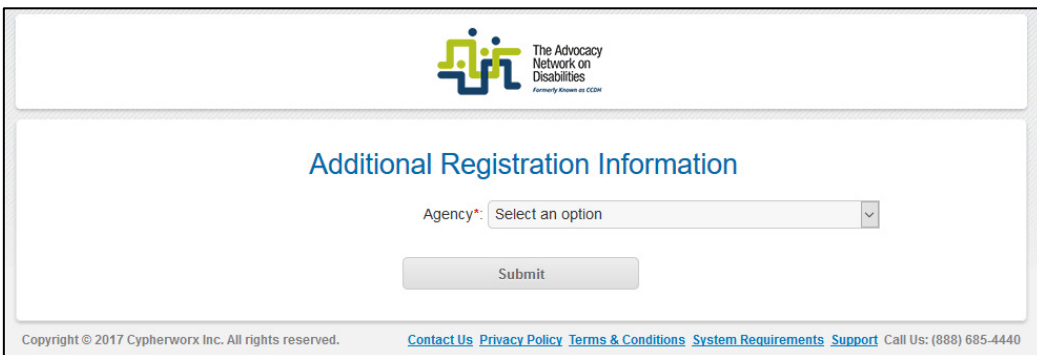 The Advocacy
Network on
Disabilities
Formerly Known as CCDH
Additional Registration Information
Agency*: Select an option
Submit
Copyright © 2017 Cypherworx Inc. All rights reserved. Contact Us Privacy Policy Terms & Conditions System Requirements Support Call Us: (888) 685-4440